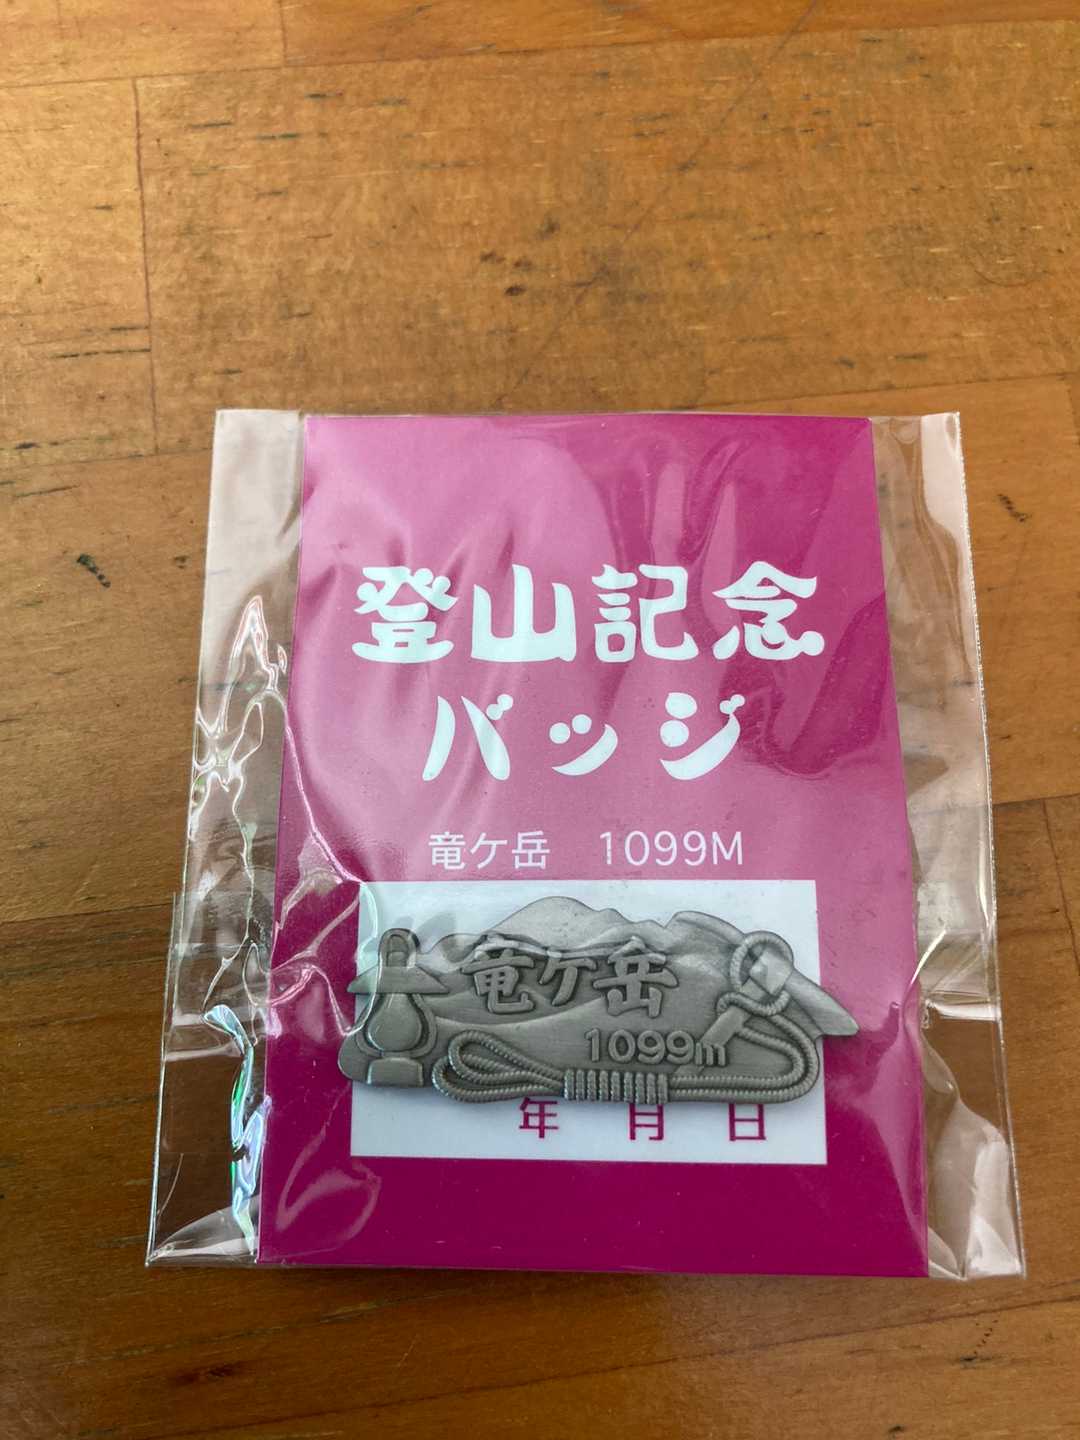 登山記念
バッジ
竜ケ岳　1099M
竜ケ岳
1099m
年　月　日